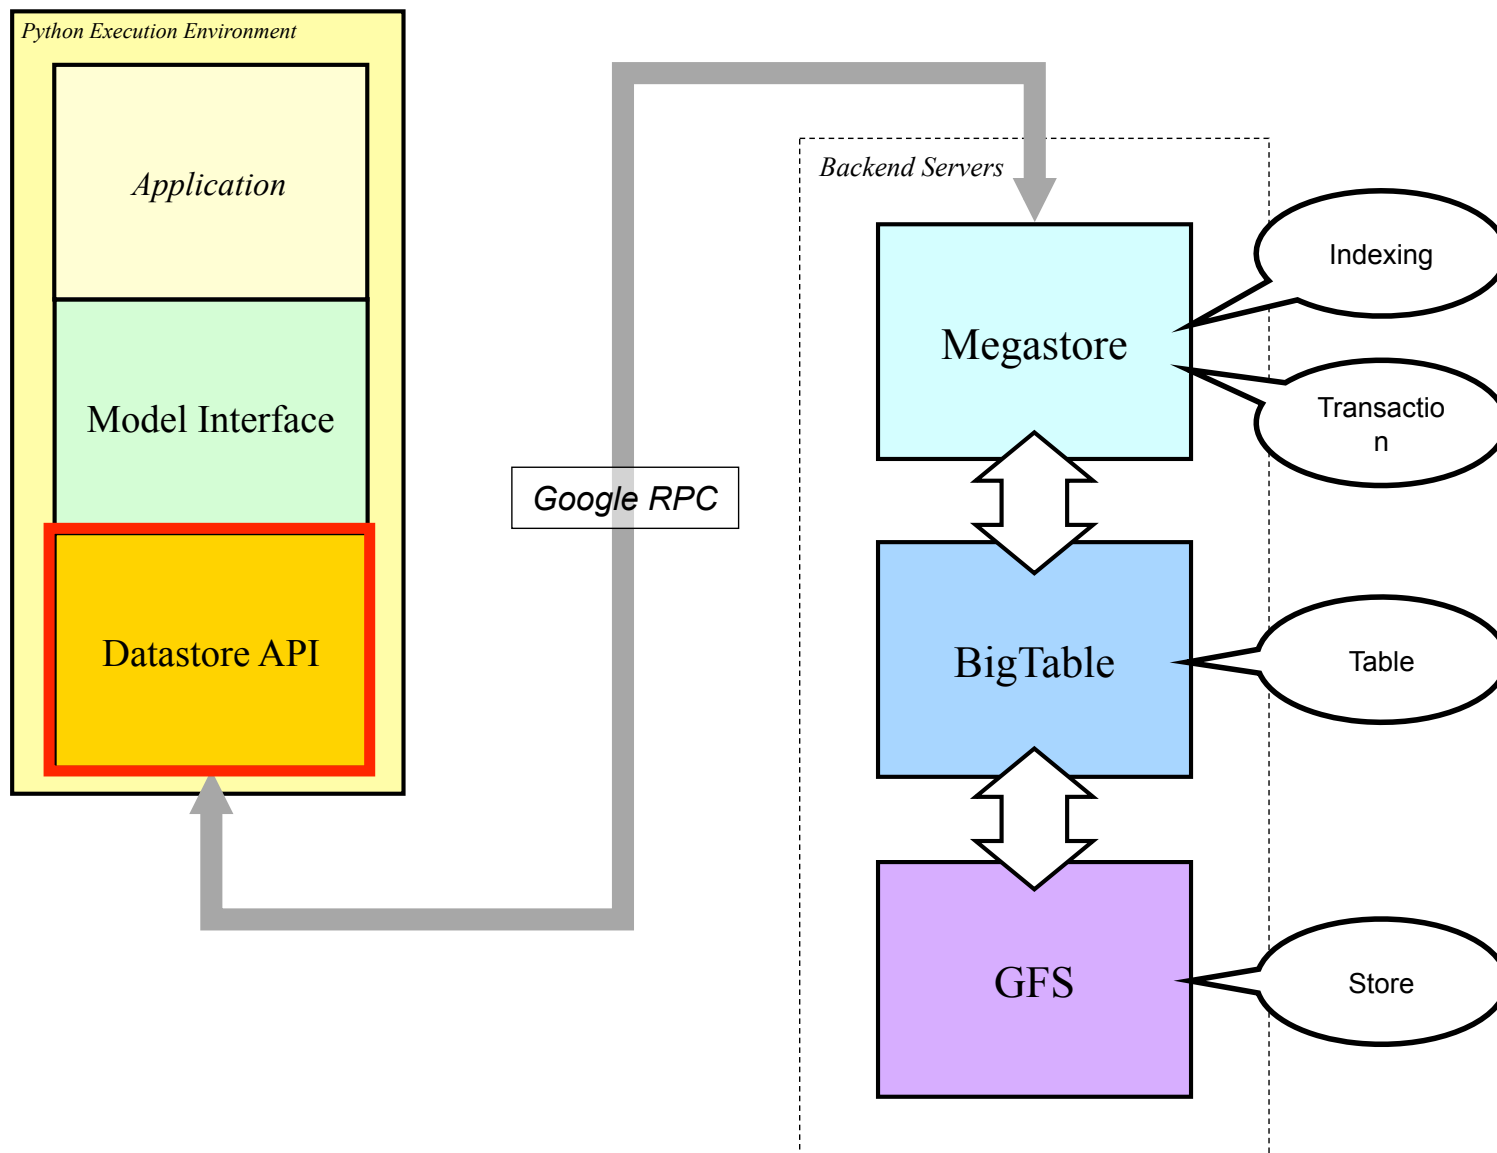 Python Execution Environment
Application
Model Interface
Datastore API
Google RPC
Backend Servers
Megastore
Indexing
Transactio
n
BigTable
Table
GFS
Store